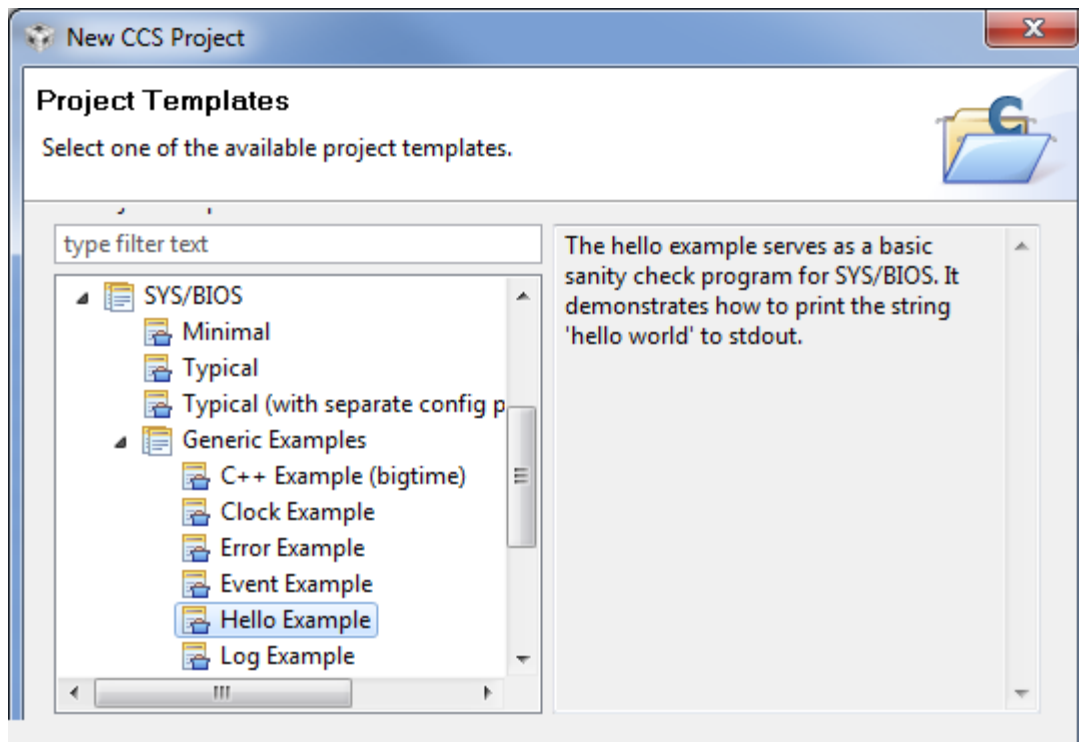 New CCS Project
Project Templates
Select one of the available project templates.
type filter text
SYS/BIOS
Minimal
Typical
Typical (with separate config p
Generic Examples
C++ Example (bigtime)
Clock Example
Error Example
Event Example
Hello Example
Log Example
The hello example serves as a basic
sanity check program for SYS/BIOS. It
demonstrates how to print the string
'hello world' to stdout.